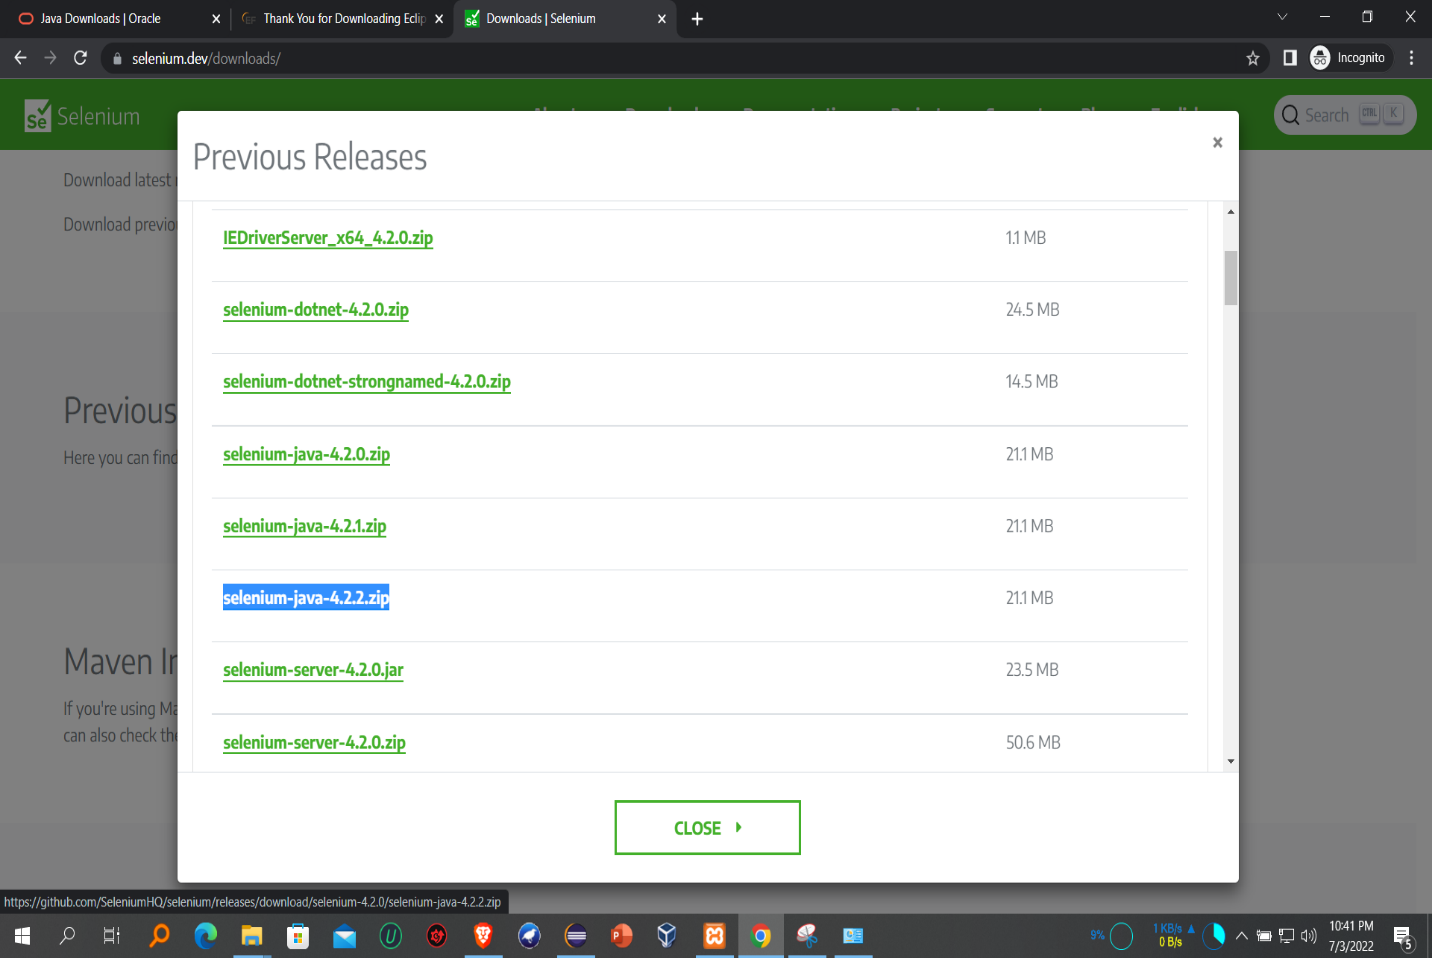 Java Downloads | Oracle
Thank You for Downloading Eclip
Downloads | Selenium
selenium.dev/downloads/
Incognito
Se Selenium
Search CTRL K
Previous Releases
×
Download latest
Download previo
IEDriverServer_x64_4.2.0.zip 1.1 MB
selenium-dotnet-4.2.0.zip 24.5 MB
selenium-dotnet-strongnamed-4.2.0.zip 14.5 MB
Previous
Here you can find
selenium-java-4.2.0.zip 21.1 MB
selenium-java-4.2.1.zip 21.1 MB
selenium-java-4.2.2.zip 21.1 MB
Maven In
selenium-server-4.2.0.jar 23.5 MB
If you're using Ma
can also check the
selenium-server-4.2.0.zip 50.6 MB
CLOSE
https://github.com/SeleniumHQ/selenium/releases/download/selenium-4.2.0/selenium-java-4.2.2.zip
9%
1 KB/s
0 B/s
10:41 PM
7/3/2022
5